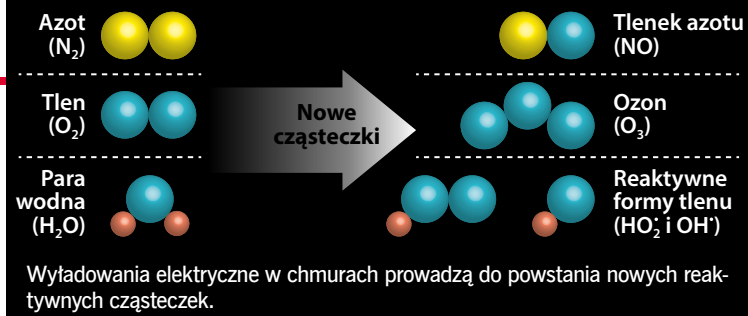 Azot
(N₂)
Tlenek azotu
(NO)
Tlen
(O₂)
Nowe
cząsteczki
Ozon
(O₃)
Para
wodna
(H₂O)
Reaktywne
formy tlenu
(HO₂˙ i OH˙)
Wyładowania elektryczne w chmurach prowadzą do powstania nowych reak-
tywnych cząsteczek.